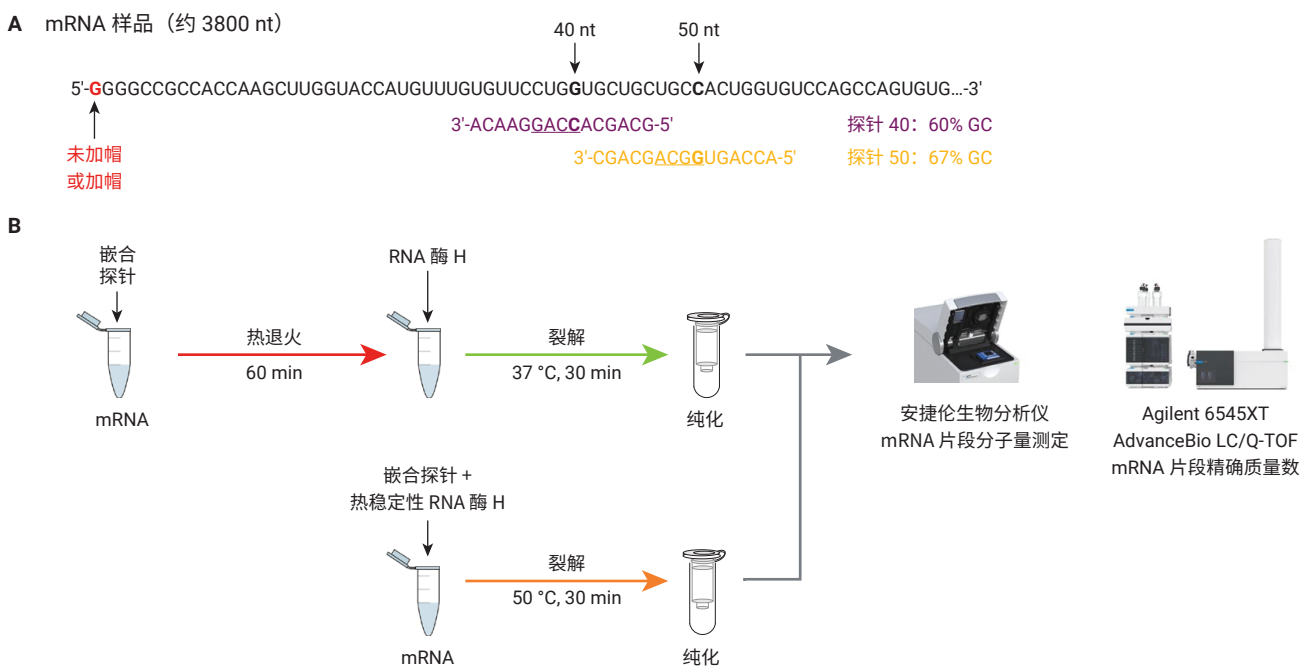 A mRNA 样品（约 3800 nt）
40 nt 50 nt
5'-GGGGCCGCCACCAAGCUUGGUACCAUGUUUGUGUUCCUGGUGCUGCUGCCACUGGUGUCCAGCCAGUGUG...-3'
3'-ACAAGGACCACGACG-5' 探针 40：60% GC
3'-CGACGACGGUGACCA-5' 探针 50：67% GC
未加帽
或加帽
B
嵌合
探针
RNA 酶 H
热退火
60 min
裂解
37 °C, 30 min
mRNA
纯化
安捷伦生物分析仪
mRNA 片段分子量测定
Agilent 6545XT
AdvanceBio LC/Q-TOF
mRNA 片段精确质量数
嵌合探针 +
热稳定性 RNA 酶 H
裂解
50 °C, 30 min
mRNA
纯化